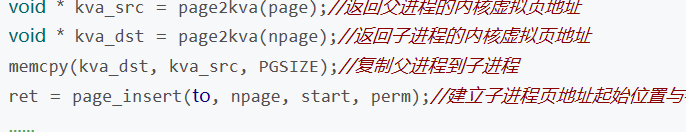 void * kva_src = page2kva(page);//返回父进程的内核虚拟页地址
void * kva_dst = page2kva(npage);//返回子进程的内核虚拟页地址
memcpy(kva_dst, kva_src, PGSIZE);//复制父进程到子进程
ret = page_insert(to, npage, start, perm);//建立子进程页地址起始位置与
……